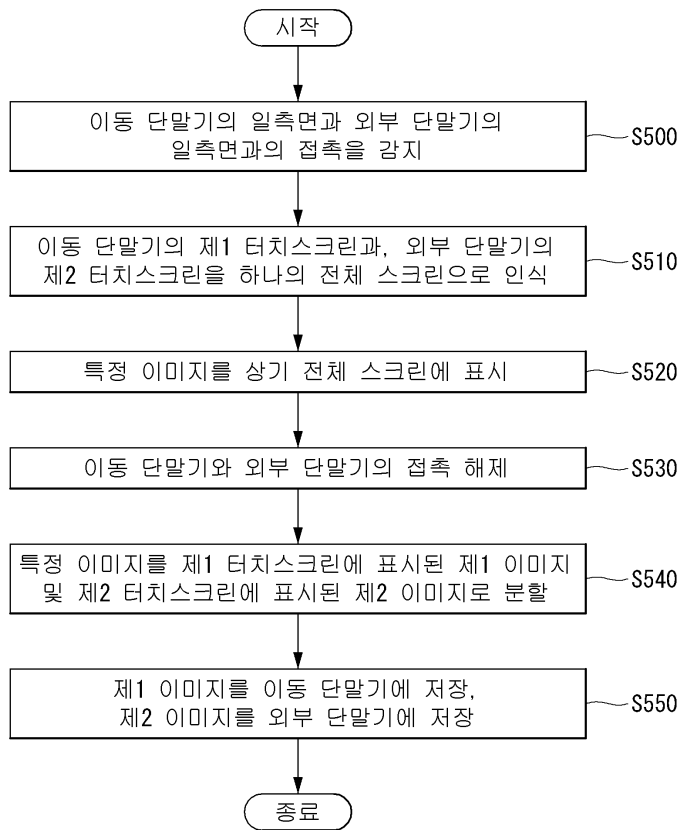 시작
이동 단말기의 일측면과 외부 단말기의
일측면과의 접촉을 감지
S500
이동 단말기의 제1 터치스크린과, 외부 단말기의
제2 터치스크린을 하나의 전체 스크린으로 인식
S510
특정 이미지를 상기 전체 스크린에 표시
S520
이동 단말기와 외부 단말기의 접촉 해제
S530
특정 이미지를 제1 터치스크린에 표시된 제1 이미지
및 제2 터치스크린에 표시된 제2 이미지로 분할
S540
제1 이미지를 이동 단말기에 저장,
제2 이미지를 외부 단말기에 저장
S550
종료